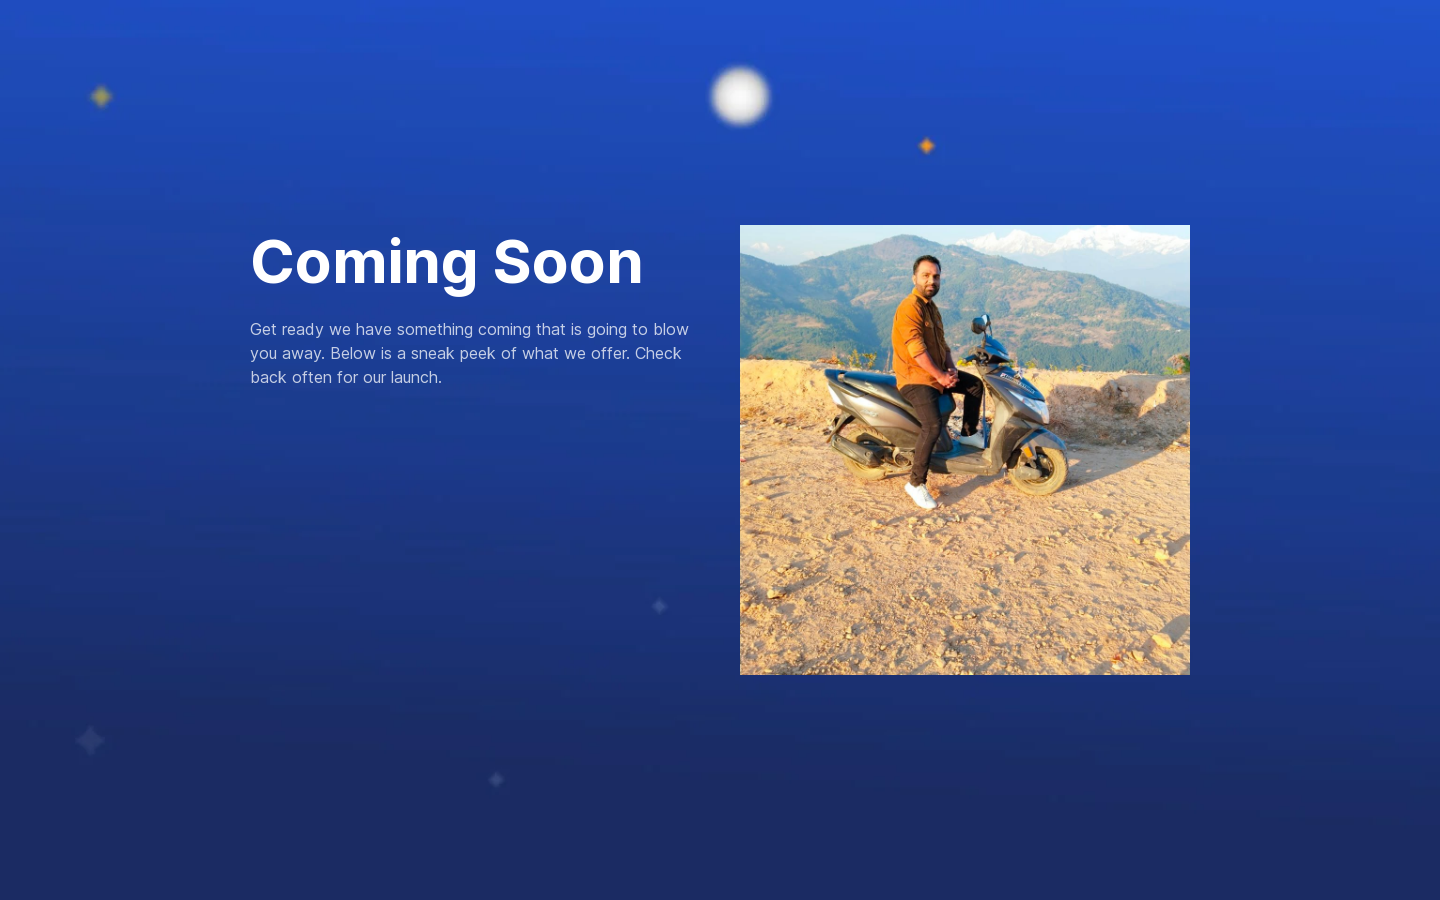 Coming Soon
Get ready we have something coming that is going to blow
you away. Below is a sneak peek of what we offer. Check
back often for our launch.